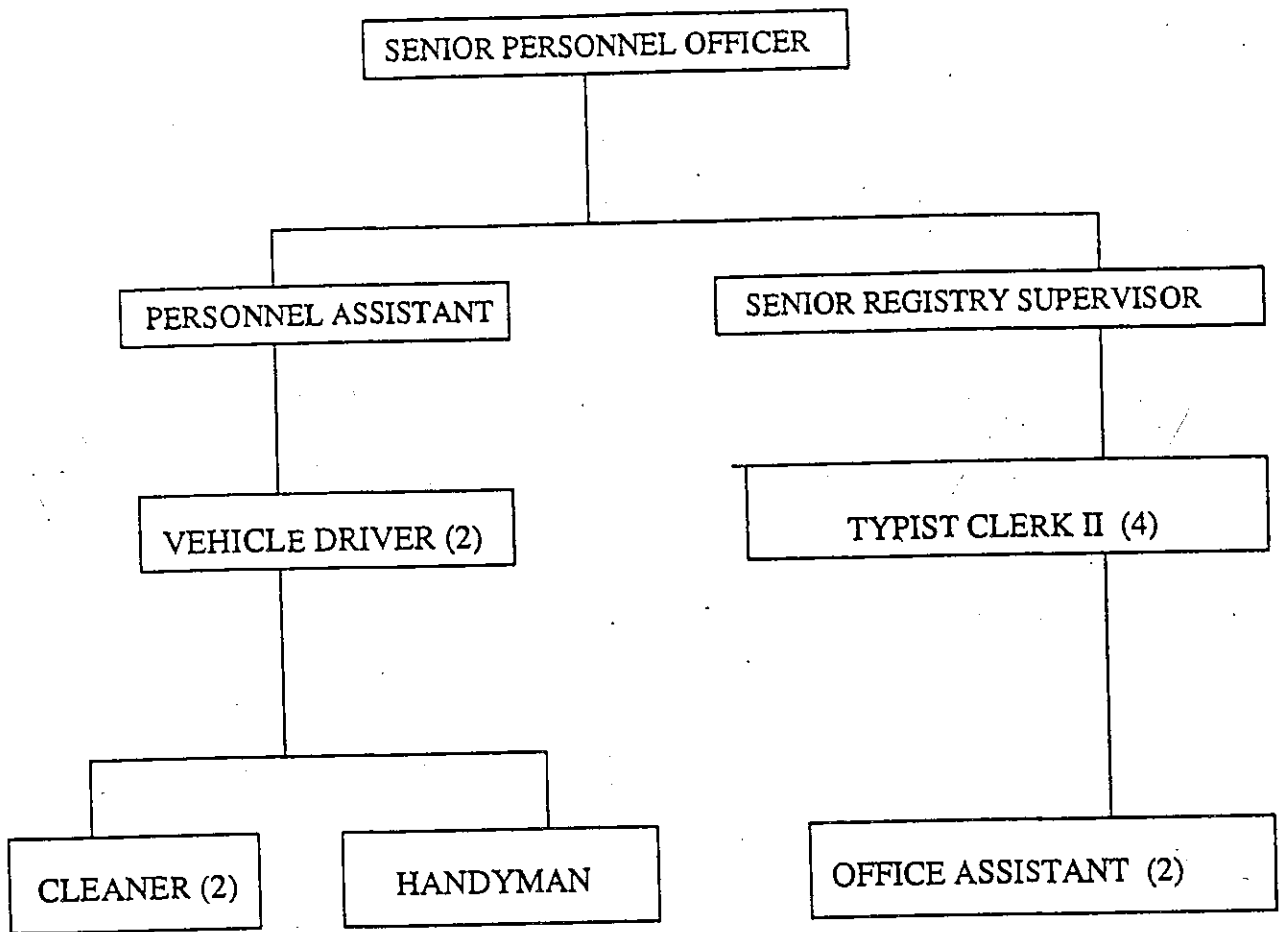 SENIOR PERSONNEL OFFICER
PERSONNEL ASSISTANT
SENIOR REGISTRY SUPERVISOR
VEHICLE DRIVER (2)
TYPIST CLERK II (4)
CLEANER (2)
HANDYMAN
OFFICE ASSISTANT (2)